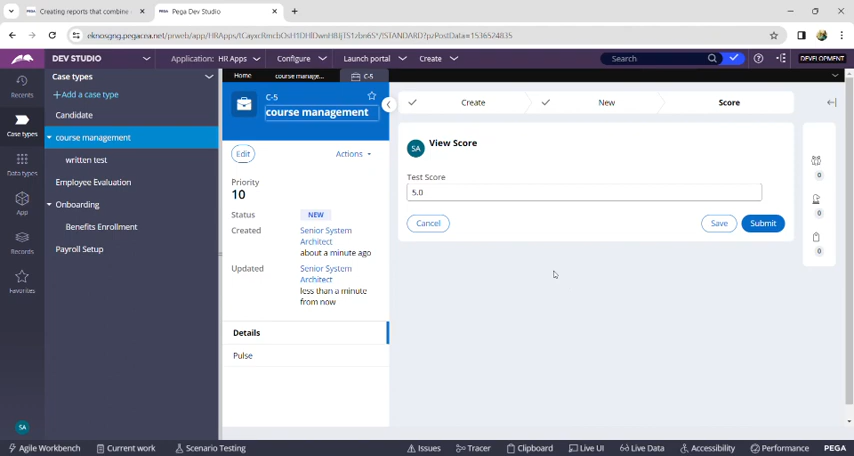 Creating reports that combine
Pega Dev Studio
DEV STUDIO
Application: HR Apps
Configure
Launch portal
Create
Search
DEVELOPMENT
Recents
Case types
Data types
App
Records
Favorites
SA
Case types
+Add a case type
Candidate
course management
written test
Employee Evaluation
Onboarding
Benefits Enrollment
Payroll Setup
Home
course manage...
C-5
C-5
course management
Edit
Actions
Priority
10
Status
NEW
Created
Senior System
Architect
about a minute ago
Updated
Senior System
Architect
less than a minute
from now
Details
Pulse
Create
New
Score
SA
View Score
Test Score
5.0
Cancel
Save
Submit
0
0
0
Agile Workbench
Current work
Scenario Testing
Issues
Tracer
Clipboard
Live UI
Live Data
Accessibility
Performance
PEGA